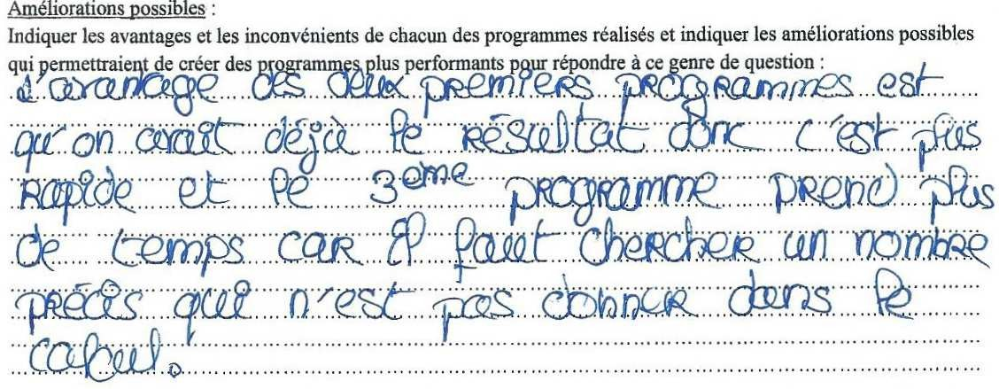 Améliorations possibles :
Indiquer les avantages et les inconvénients de chacun des programmes réalisés et indiquer les améliorations possibles
qui permettraient de créer des programmes plus performants pour répondre à ce genre de question :
L'avantage des deux premiers programmes est
qu'on avait déjà le résultat donc c'est plus
rapide et le 3ème programme prend plus
de temps car il faut chercher un nombre
précis qui n'est pas donner dans le
calcul.